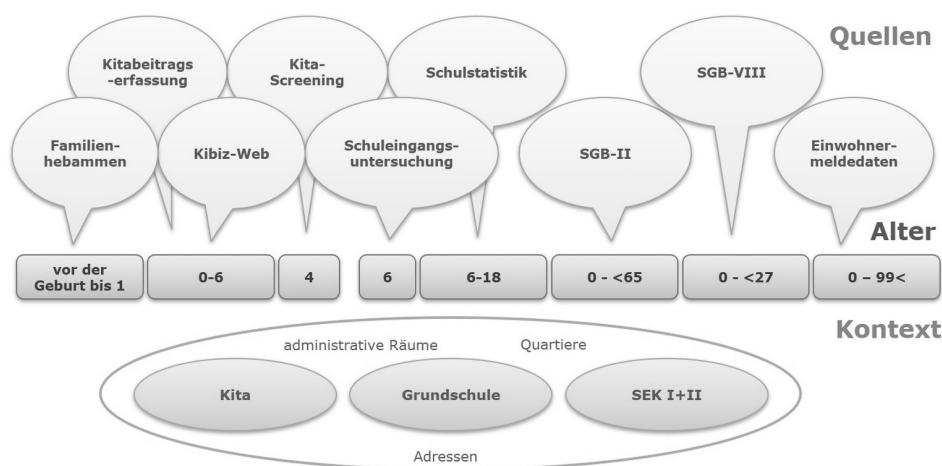 Quellen
Kitabeitrags
-erfassung
Kita-
Screening
Schulstatistik
SGB-VIII
Familien-
hebammen
Kibiz-Web
Schuleingangs-
untersuchung
SGB-II
Einwohner-
meldedaten
Alter
vor der
Geburt bis 1
0-6
4
6
6-18
0 - <65
0 - <27
0 – 99<
Kontext
administrative Räume
Quartiere
Kita
Grundschule
SEK I+II
Adressen